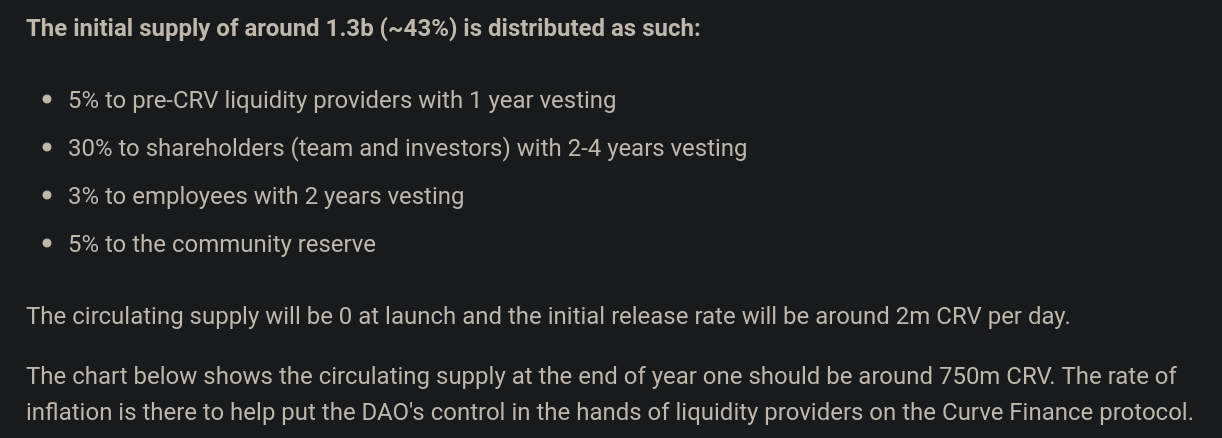 The initial supply of around 1.3b (~43%) is distributed as such:
• 5% to pre-CRV liquidity providers with 1 year vesting
• 30% to shareholders (team and investors) with 2-4 years vesting
• 3% to employees with 2 years vesting
• 5% to the community reserve
The circulating supply will be 0 at launch and the initial release rate will be around 2m CRV per day.
The chart below shows the circulating supply at the end of year one should be around 750m CRV. The rate of
inflation is there to help put the DAO's control in the hands of liquidity providers on the Curve Finance protocol.